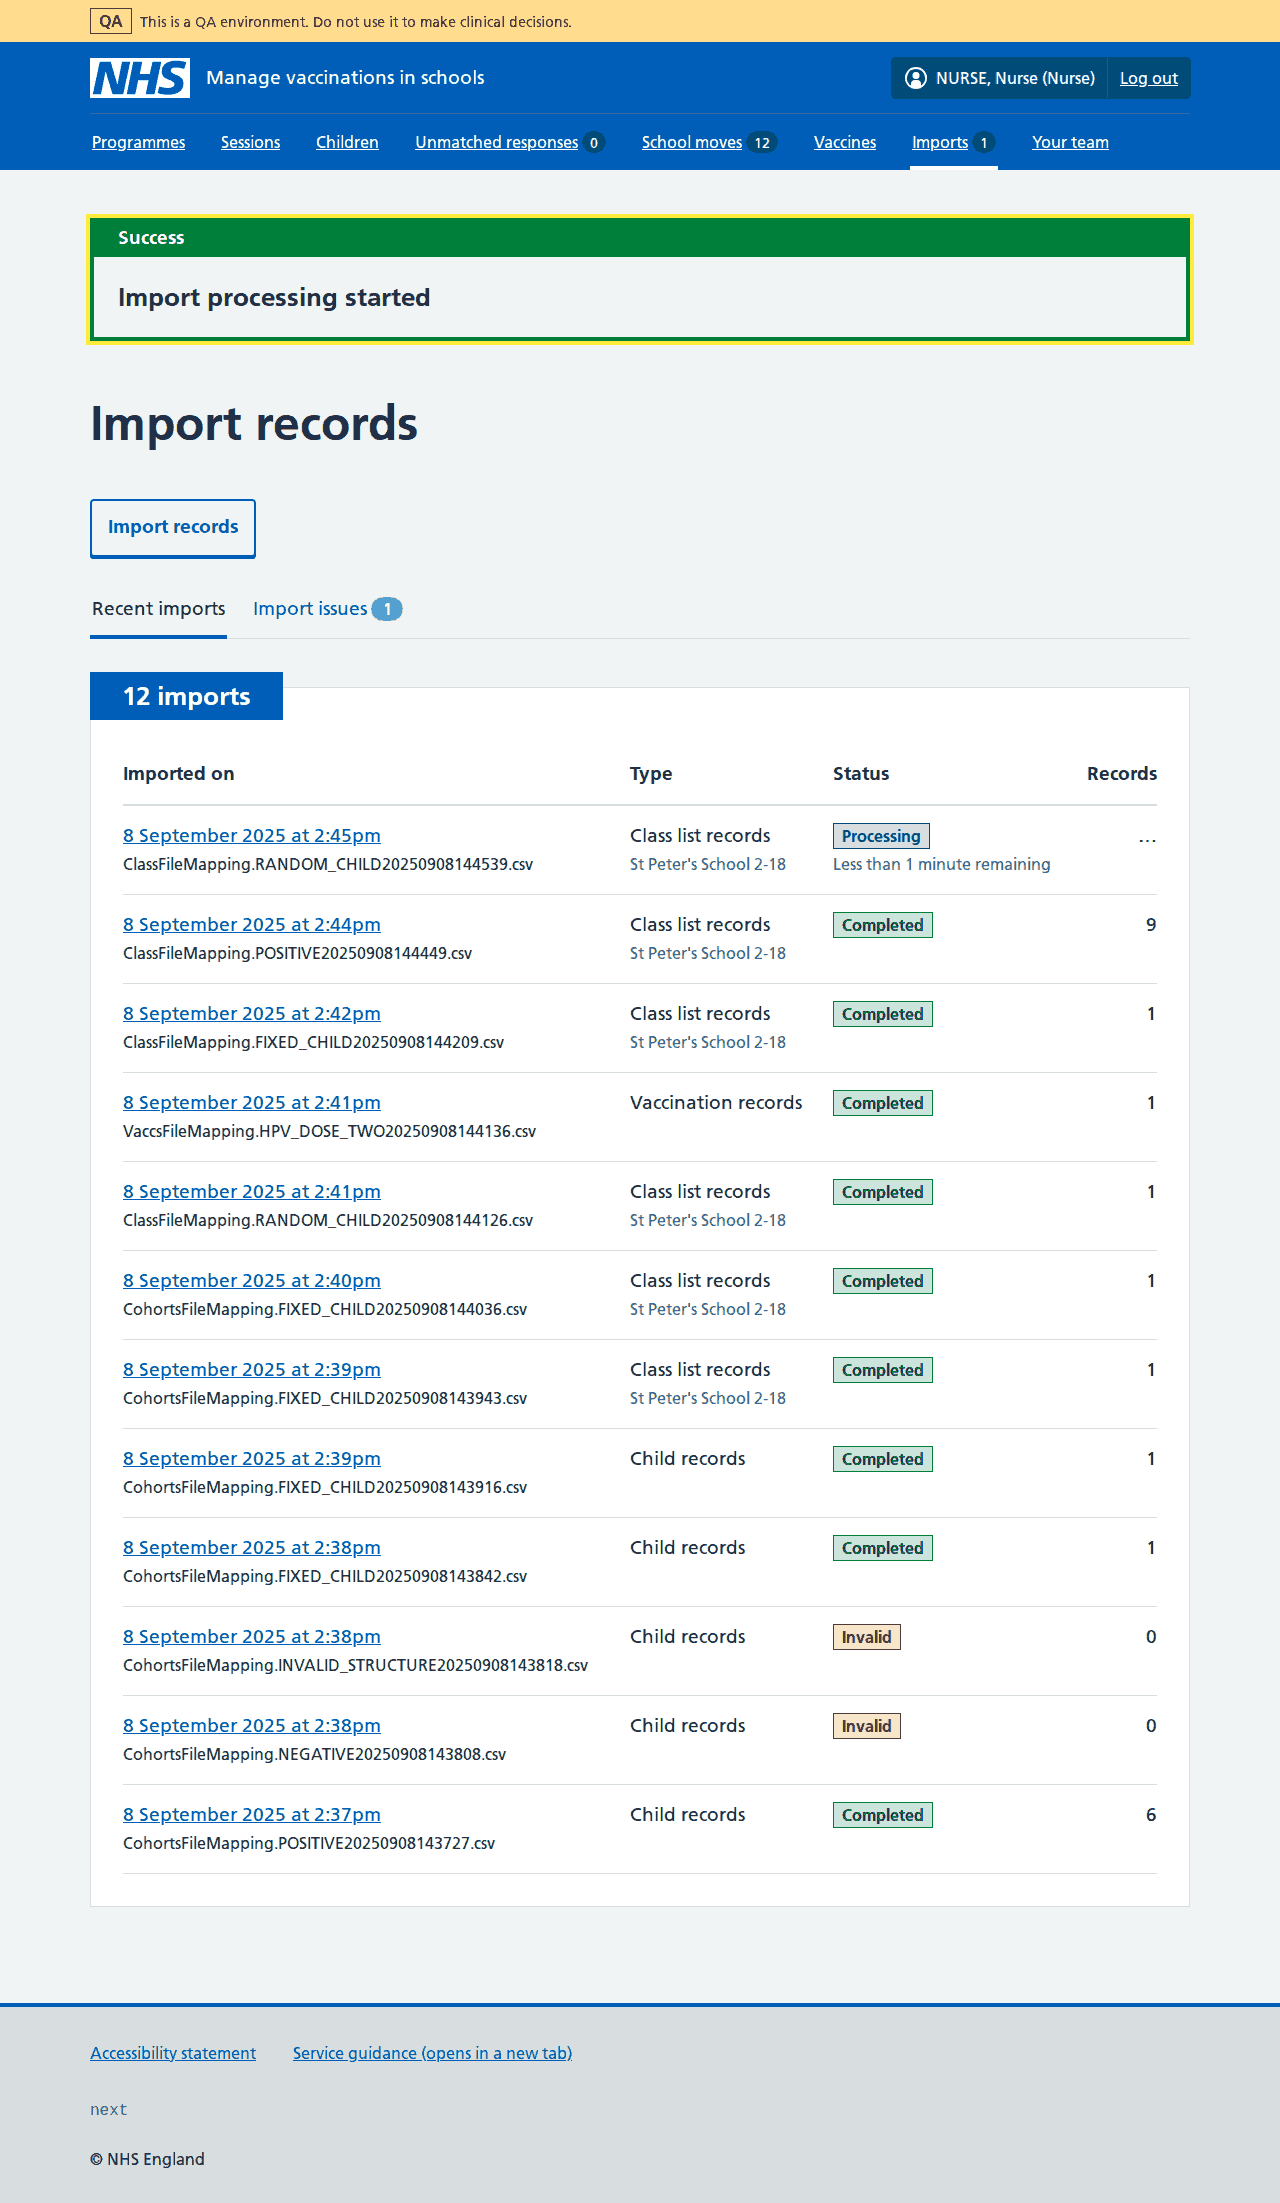 QA This is a QA environment. Do not use it to make clinical decisions.
NHS Manage vaccinations in schools NURSE, Nurse (Nurse) Log out
Programmes Sessions Children Unmatched responses 0 School moves 12 Vaccines Imports 1 Your team
Success
Import processing started
Import records
Import records
Recent imports Import issues 1
12 imports
Imported on Type Status Records
8 September 2025 at 2:45pm Class list records Processing ...
ClassFileMapping.RANDOM_CHILD20250908144539.csv St Peter's School 2-18 Less than 1 minute remaining
8 September 2025 at 2:44pm Class list records Completed 9
ClassFileMapping.POSITIVE20250908144449.csv St Peter's School 2-18
8 September 2025 at 2:42pm Class list records Completed 1
ClassFileMapping.FIXED_CHILD20250908144209.csv St Peter's School 2-18
8 September 2025 at 2:41pm Vaccination records Completed 1
VaccsFileMapping.HPV_DOSE_TWO20250908144136.csv
8 September 2025 at 2:41pm Class list records Completed 1
ClassFileMapping.RANDOM_CHILD20250908144126.csv St Peter's School 2-18
8 September 2025 at 2:40pm Class list records Completed 1
CohortsFileMapping.FIXED_CHILD20250908144036.csv St Peter's School 2-18
8 September 2025 at 2:39pm Class list records Completed 1
CohortsFileMapping.FIXED_CHILD20250908143943.csv St Peter's School 2-18
8 September 2025 at 2:39pm Child records Completed 1
CohortsFileMapping.FIXED_CHILD20250908143916.csv
8 September 2025 at 2:38pm Child records Completed 1
CohortsFileMapping.FIXED_CHILD20250908143842.csv
8 September 2025 at 2:38pm Child records Invalid 0
CohortsFileMapping.INVALID_STRUCTURE20250908143818.csv
8 September 2025 at 2:38pm Child records Invalid 0
CohortsFileMapping.NEGATIVE20250908143808.csv
8 September 2025 at 2:37pm Child records Completed 6
CohortsFileMapping.POSITIVE20250908143727.csv
Accessibility statement Service guidance (opens in a new tab)
next
© NHS England